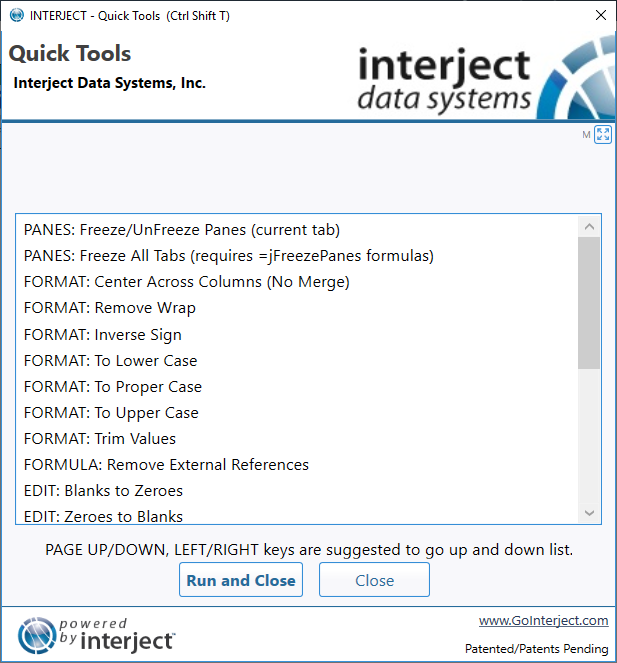 INTERJECT - Quick Tools (Ctrl Shift T)
Quick Tools
Interject Data Systems, Inc.
interject
data systems
M
PANES: Freeze/UnFreeze Panes (current tab)
PANES: Freeze All Tabs (requires =jFreezePanes formulas)
FORMAT: Center Across Columns (No Merge)
FORMAT: Remove Wrap
FORMAT: Inverse Sign
FORMAT: To Lower Case
FORMAT: To Proper Case
FORMAT: To Upper Case
FORMAT: Trim Values
FORMULA: Remove External References
EDIT: Blanks to Zeroes
EDIT: Zeroes to Blanks
PAGE UP/DOWN, LEFT/RIGHT keys are suggested to go up and down list.
Run and Close
Close
powered
by interject™
www.GoInterject.com
Patented/Patents Pending